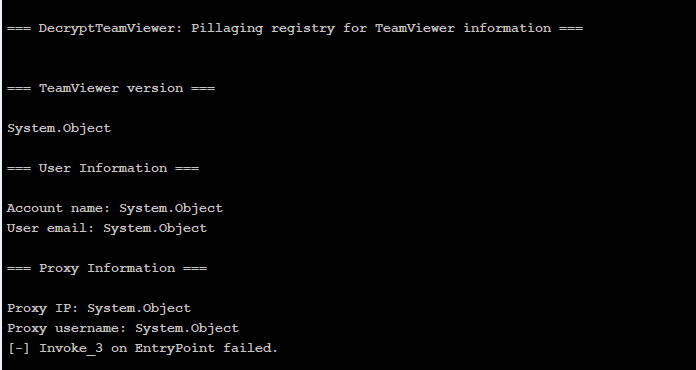 === DecryptTeamViewer: Pillaging registry for TeamViewer information ===
=== TeamViewer version ===
System.Object
=== User Information ===
Account name: System.Object
User email: System.Object
=== Proxy Information ===
Proxy IP: System.Object
Proxy username: System.Object
[-] Invoke_3 on EntryPoint failed.